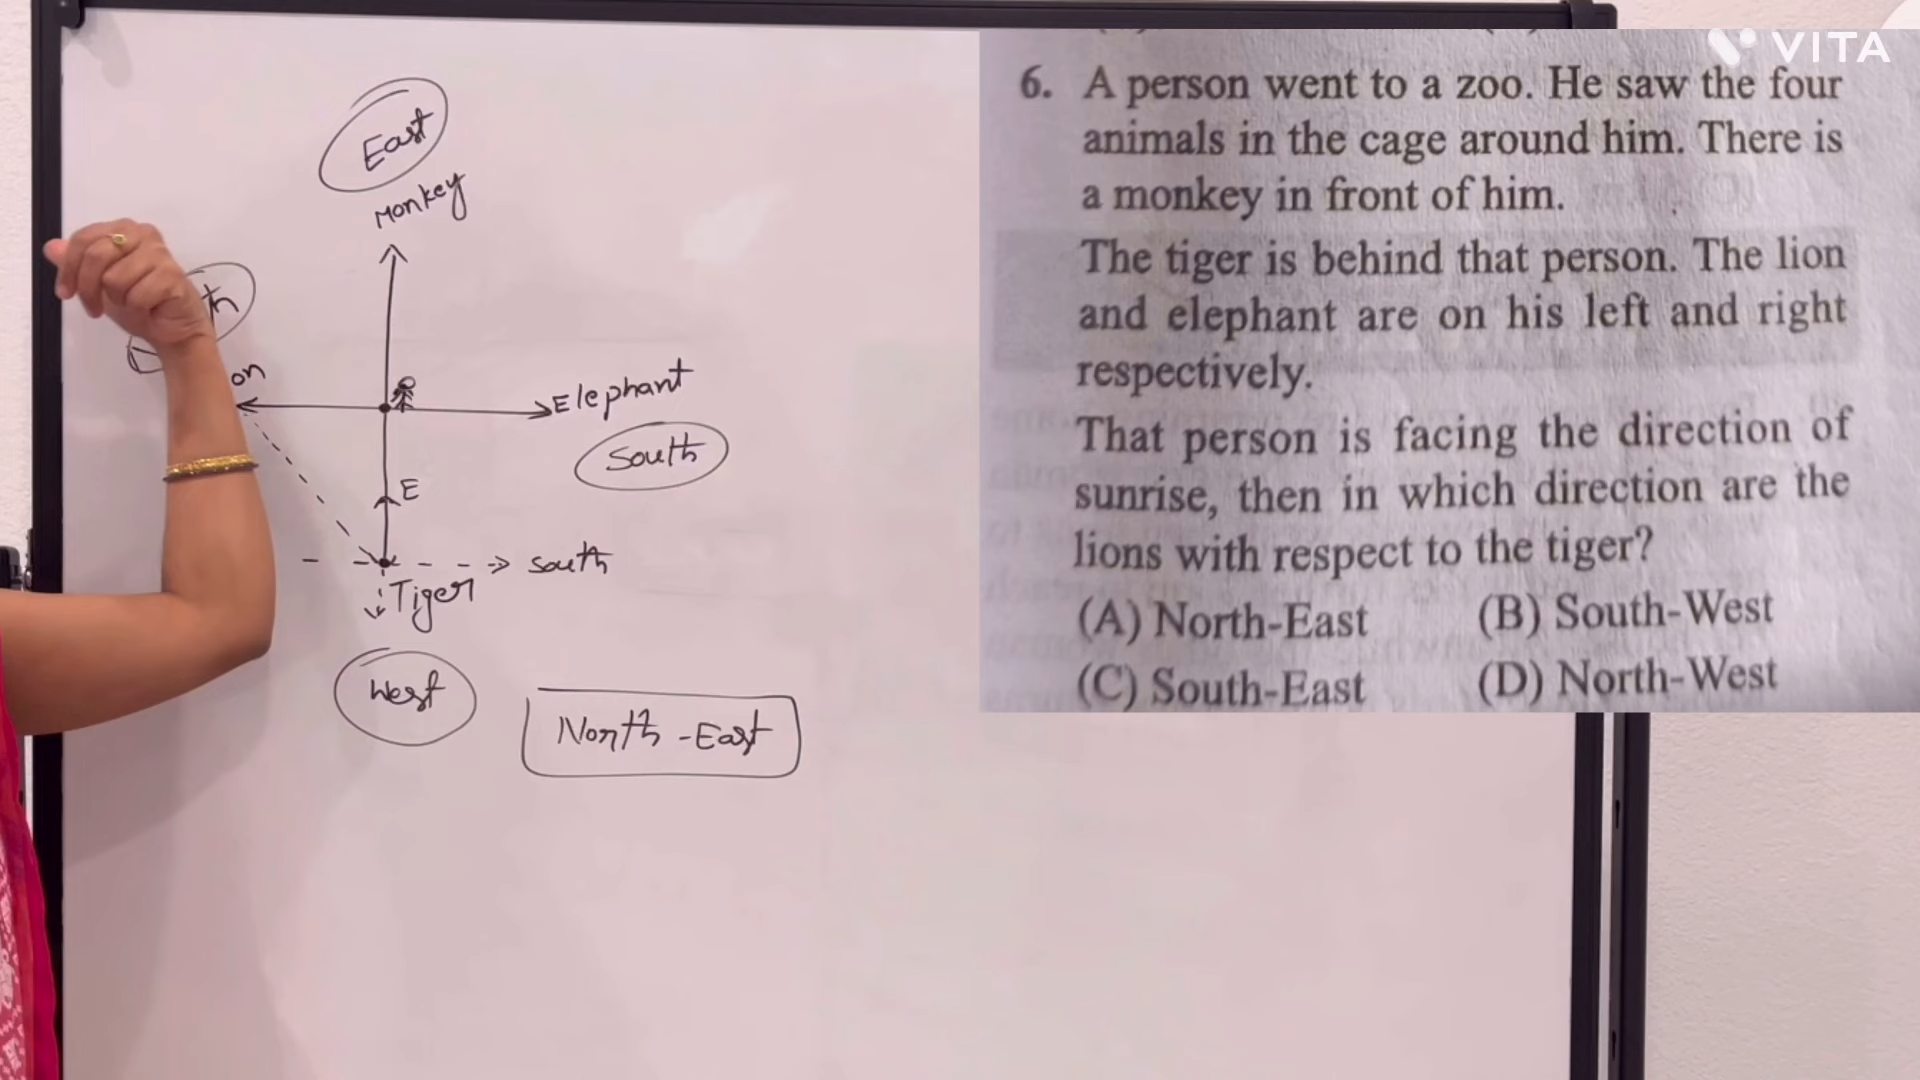 East
Monkey
Elephant
South
E
south
Tiger
West
North - East
VITA
6. A person went to a zoo. He saw the four
animals in the cage around him. There is
a monkey in front of him.
The tiger is behind that person. The lion
and elephant are on his left and right
respectively.
That person is facing the direction of
sunrise, then in which direction are the
lions with respect to the tiger?
(A) North-East (B) South-West
(C) South-East (D) North-West